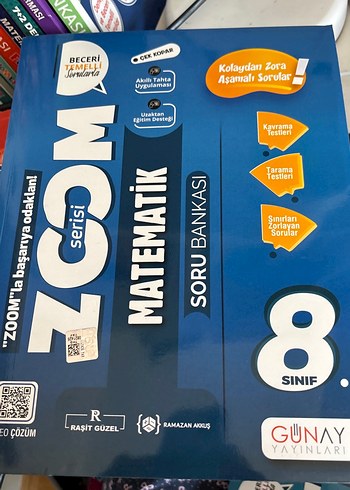 BECERİ
TEMELLİ
Sorularla
ÇEK KOPAR
Akıllı Tahta
Uygulaması
Uzaktan
Eğitim Desteği
Kolaydan Zora
Aşamalı Sorular
"ZOOM"la başarıya odaklan!
ZOOM
serisi
MATEMATİK
SORU BANKASI
Kavrama
Testleri
Tarama
Testleri
Sınırları
Zorlayan
Sorular
8.
SINIF
EO ÇÖZÜM
R
RAŞİT GÜZEL
RAMAZAN AKKUŞ
GÜNAY
YAYINLARI